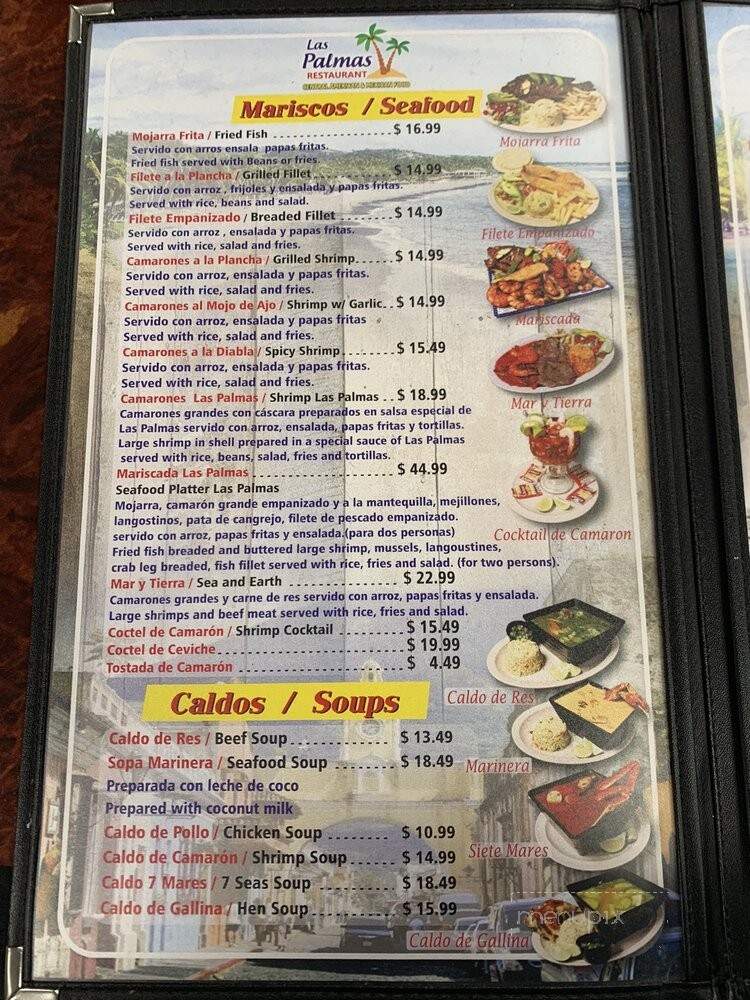 Las
Palmas
RESTAURANT
CENTRAL AMERICAN & MEXICAN FOOD
Mariscos / Seafood
Mojarra Frita / Fried Fish ---------------- $ 16.99
Servido con arros ensala papas fritas.
Fried fish served with Beans or fries.
Filete a la Plancha / Grilled Fillet ---------- $ 14.99
Servido con arroz , frijoles y ensalada y papas fritas.
Served with rice, beans and salad.
Filete Empanizado / Breaded Fillet ------- $ 14.99
Servido con arroz , ensalada y papas fritas.
Served with rice, salad and fries.
Camarones a la Plancha / Grilled Shrimp------ $ 14.99
Servido con arroz, ensalada y papas fritas.
Served with rice, salad and fries.
Camarones al Mojo de Ajo / Shrimp w/ Garlic-- $ 14.99
Servido con arroz, ensalada y papas fritas
Served with rice, salad and fries.
Camarones a la Diabla / Spicy Shrimp-------- $ 15.49
Servido con arroz, ensalada y papas fritas.
Served with rice, salad and fries.
Camarones Las Palmas / Shrimp Las Palmas -- $ 18.99
Camarones grandes con cáscara preparados en salsa especial de
Las Palmas servido con arroz, ensalada, papas fritas y tortillas.
Large shrimp in shell prepared in a special sauce of Las Palmas
served with rice, beans, salad, fries and tortillas.
Mariscada Las Palmas -------------------- $ 44.99
Seafood Platter Las Palmas
Mojarra, camarón grande empanizado y a la mantequilla, mejillones,
langostinos, pata de cangrejo, filete de pescado empanizado.
servido con arroz, papas fritas y ensalada.(para dos personas)
Fried fish breaded and buttered large shrimp, mussels, langoustines,
crab leg breaded, fish fillet served with rice, fries and salad. (for two persons).
Mar y Tierra / Sea and Earth --------------- $ 22.99
Camarones grandes y carne de res servido con arroz, papas fritas y ensalada.
Large shrimps and beef meat served with rice, fries and salad.
Coctel de Camarón / Shrimp Cocktail --------- $ 15.49
Coctel de Ceviche------------------------- $ 19.99
Tostada de Camarón ----------------------- $ 4.49
Mojarra Frita
Filete Empanizado
Mariscada
Mar y Tierra
Cocktail de Camaron
Caldos / Soups
Caldo de Res / Beef Soup-------------- $ 13.49
Sopa Marinera / Seafood Soup -------- $ 18.49
Preparada con leche de coco
Prepared with coconut milk
Caldo de Pollo / Chicken Soup -------- $ 10.99
Caldo de Camarón / Shrimp Soup------- $ 14.99
Caldo 7 Mares / 7 Seas Soup ---------- $ 18.49
Caldo de Gallina / Hen Soup----------- $ 15.99
Caldo de Res
Marinera
Siete Mares
Caldo de Gallina
menupix